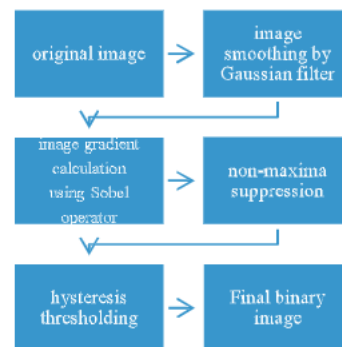 original image
image
smoothing by
Gaussian filter
image gradient
calculation
using Sobel
operator
non-maxima
suppression
hysteresis
thresholding
Final binary
image